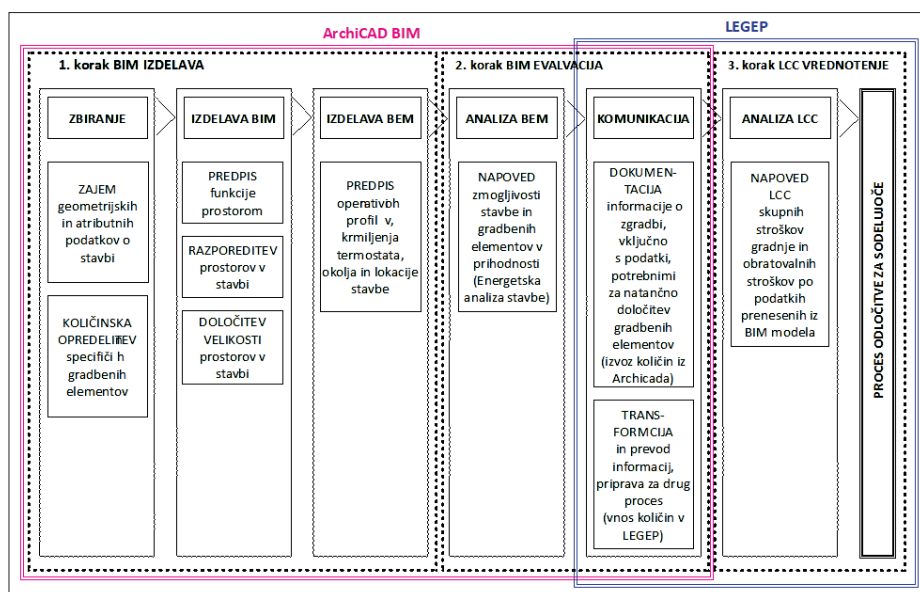 ArchiCAD BIM
LEGEP
1. korak BIM IZDELAVA
2. korak BIM EVALVACIJA
3. korak LCC VREDNOTENJE
ZBIRANJE
ZAJEM
geometrijskih
in atributnih
podatkov o
stavbi
KOLIČINSKA
OPREDELITEV
specifiči h
gradbenih
elementov
IZDELAVA BIM
PREDPIS
funkcije
prostorom
RAZPOREDITEV
prostorov v
stavbi
DOLOČITEV
VELIKOSTI
prostorov v
stavbi
IZDELAVA BEM
PREDPIS
operativnih
profil v,
krmiljenja
termostata,
okolja in lokacije
stavbe
ANALIZA BEM
NAPOVED
zmogljivosti
stavbe in
gradbenih
elementov v
prihodnosti
(Energetska
analiza stavbe)
KOMUNIKACIJA
DOKUMEN-
TACIJA
informacije o
zgradbi,
vključno
s podatki,
potrebnimi
za natančno
določitev
gradbenih
elementov
(izvoz količin iz
Archicada)
TRANS-
FORMCIJA
in prevod
informacij,
priprava za drug
proces
(vnos količin v
LEGEP)
ANALIZA LCC
NAPOVED
LCC
skupnih
stroškov
gradnje in
obratovalnih
stroškov po
podatkih
prenesenih iz
BIM modela
PROCES ODLOČITVE ZA SODELUJOČE